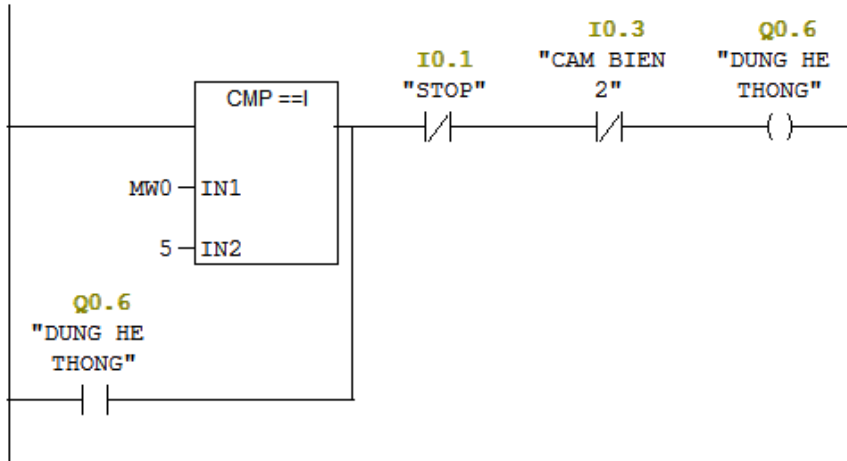 I0.3
Q0.6
I0.1
"CAM BIEN
"DUNG HE
"STOP"
2"
THONG"
CMP ==I
MW0
IN1
5
IN2
Q0.6
"DUNG HE
THONG"